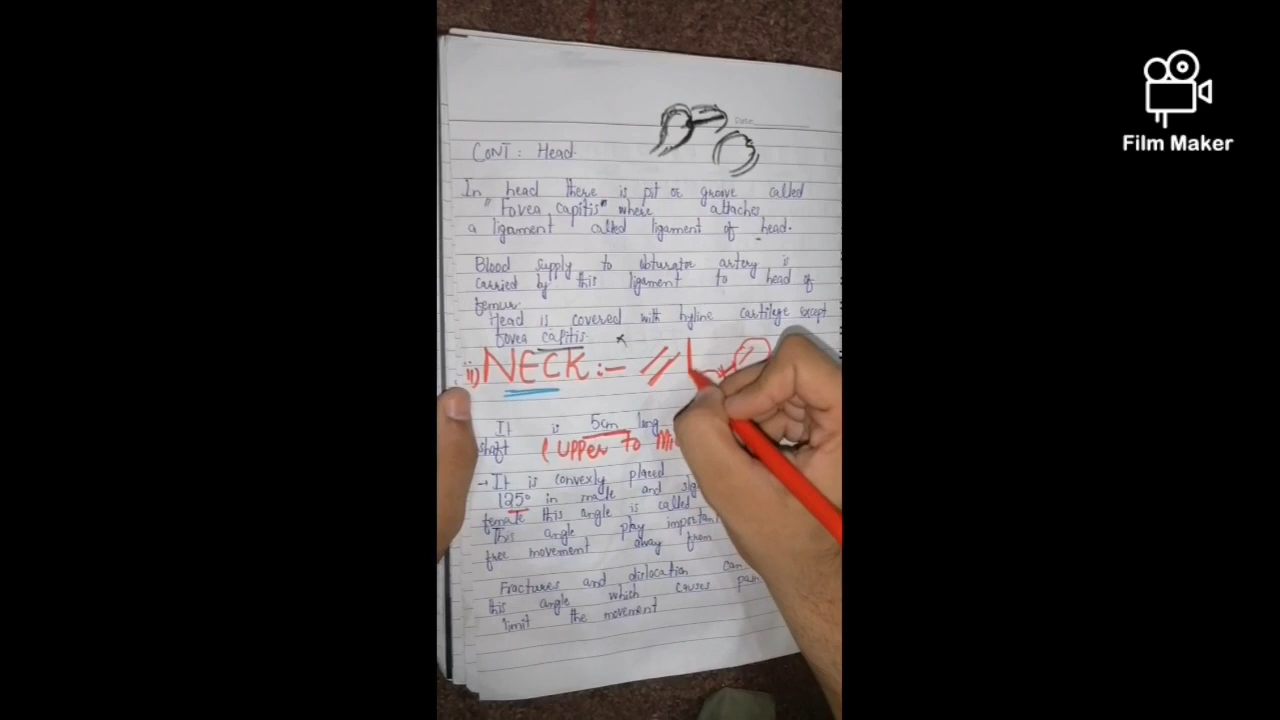 Film Maker
Date
CONT: Head.
In head there is pit or groove called
"fovea capitis" where attaches
a ligament called ligament of head.
Blood supply to obturator artery is
carried by this ligament to head of
femur.
Head is covered with hyline cartilege except
fovea capitis.
ii) NECK :-
It is 5cm long
shaft (Upper to
→ It is convexly placed
125° in male and
female this angle is called
This angle play important
free movement away from
Fractures and dislocation can
this angle which causes pain
limit the movement